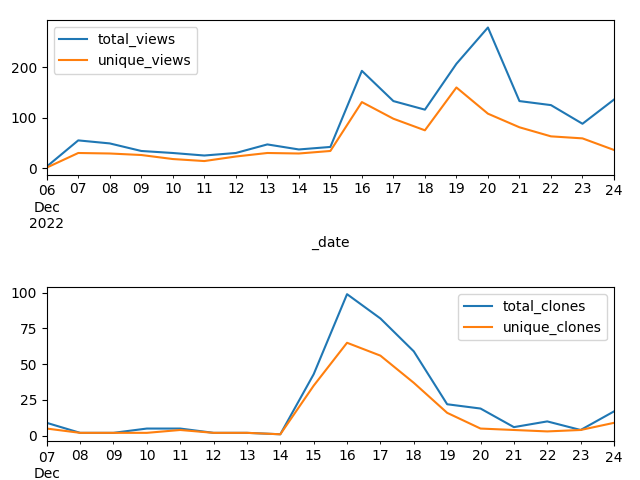 total_views
unique_views
200
100
0
06 07 08 09 10 11 12 13 14 15 16 17 18 19 20 21 22 23 24
Dec
2022
_date
total_clones
unique_clones
100
75
50
25
0
07 08 09 10 11 12 13 14 15 16 17 18 19 20 21 22 23 24
Dec